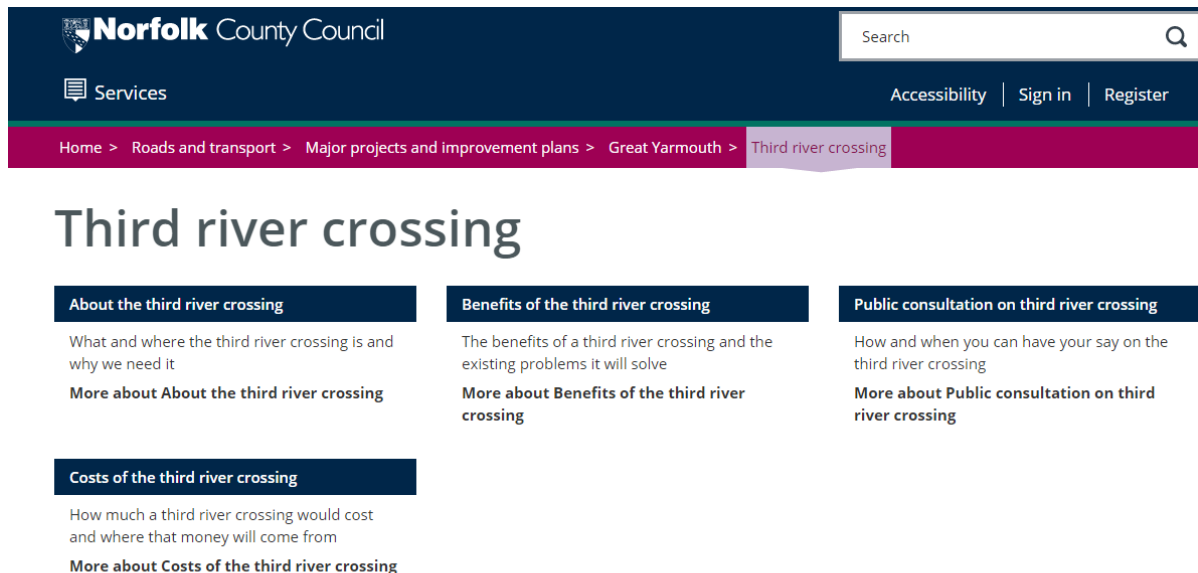 Norfolk County Council
Search
Services
Accessibility Sign in Register
Home > Roads and transport > Major projects and improvement plans > Great Yarmouth > Third river crossing
Third river crossing
About the third river crossing
What and where the third river crossing is and
why we need it
More about About the third river crossing
Benefits of the third river crossing
The benefits of a third river crossing and the
existing problems it will solve
More about Benefits of the third river
crossing
Public consultation on third river crossing
How and when you can have your say on the
third river crossing
More about Public consultation on third
river crossing
Costs of the third river crossing
How much a third river crossing would cost
and where that money will come from
More about Costs of the third river crossing